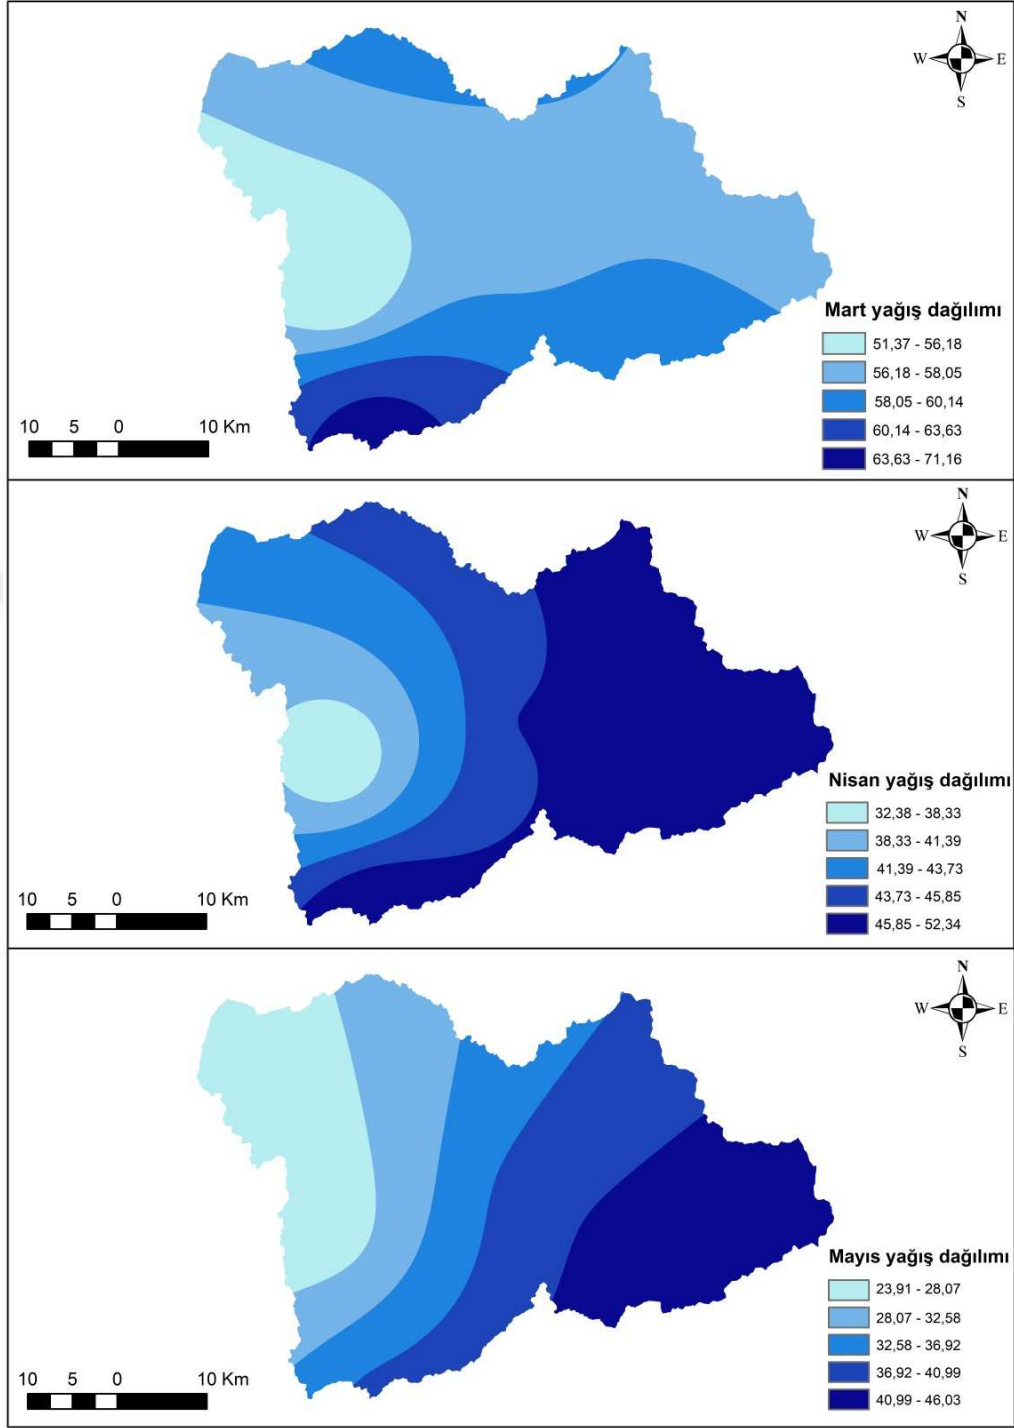 N
W E
S
Mart yağış dağılımı
51,37 - 56,18
56,18 - 58,05
58,05 - 60,14
60,14 - 63,63
63,63 - 71,16
10 5 0 10 Km
N
W E
S
Nisan yağış dağılımı
32,38 - 38,33
38,33 - 41,39
41,39 - 43,73
43,73 - 45,85
45,85 - 52,34
10 5 0 10 Km
N
W E
S
Mayıs yağış dağılımı
23,91 - 28,07
28,07 - 32,58
32,58 - 36,92
36,92 - 40,99
40,99 - 46,03
10 5 0 10 Km